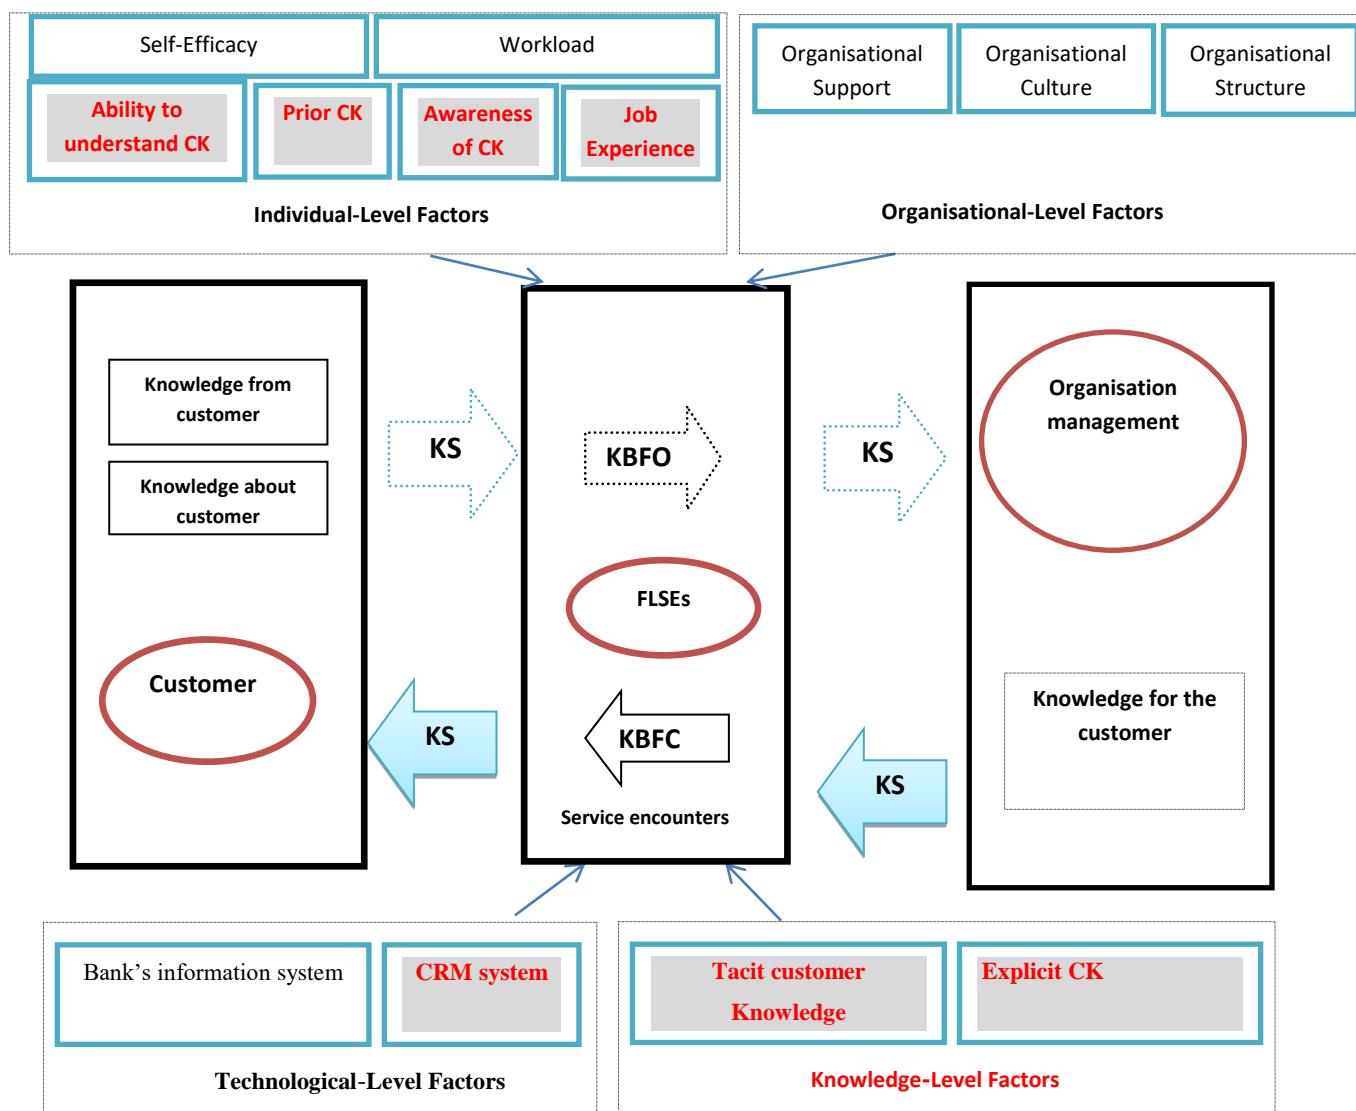 Self-Efficacy
Workload
Ability to
understand CK
Prior CK
Awareness
of CK
Job
Experience
Individual-Level Factors
Organisational
Support
Organisational
Culture
Organisational
Structure
Organisational-Level Factors
Knowledge from
customer
Knowledge about
customer
Customer
KS
KS
KBFO
FLSEs
KBFC
Service encounters
KS
KS
Organisation
management
Knowledge for the
customer
Bank’s information system
CRM system
Technological-Level Factors
Tacit customer
Knowledge
Explicit CK
Knowledge-Level Factors